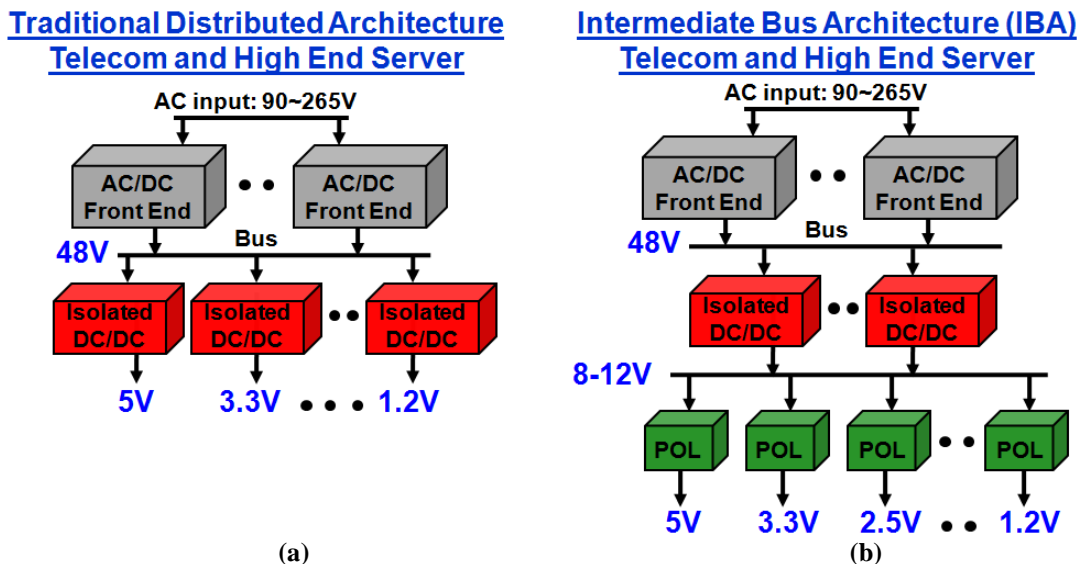 Traditional Distributed Architecture
Telecom and High End Server
AC input: 90~265V
AC/DC
Front End
AC/DC
Front End
48V
Bus
Isolated
DC/DC
Isolated
DC/DC
Isolated
DC/DC
5V
3.3V
1.2V
(a)
Intermediate Bus Architecture (IBA)
Telecom and High End Server
AC input: 90~265V
AC/DC
Front End
AC/DC
Front End
48V
Bus
Isolated
DC/DC
Isolated
DC/DC
8-12V
POL
POL
POL
POL
5V
3.3V
2.5V
1.2V
(b)